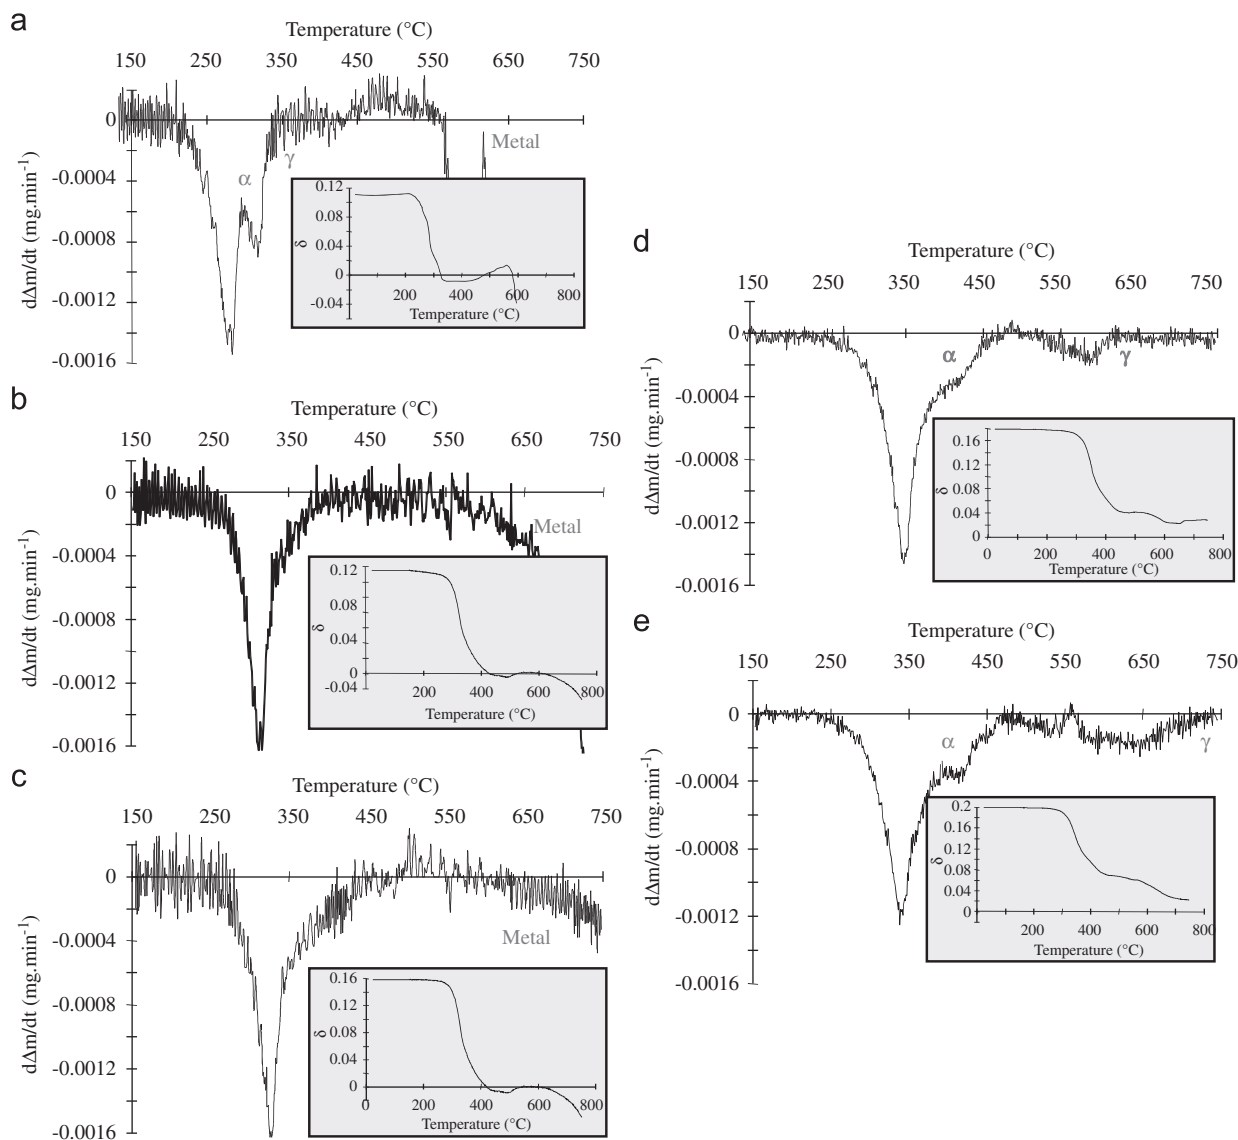 a
Temperature (°C)
150 250 350 450 550 650 750
0
-0.0004
-0.0008
-0.0012
-0.0016
dΔm/dt (mg.min⁻¹)
α
γ
Metal
0.12
0.08
0.04
0
-0.04
δ
200 400 600 800
Temperature (°C)
b
Temperature (°C)
150 250 350 450 550 650 750
0
-0.0004
-0.0008
-0.0012
-0.0016
dΔm/dt (mg.min⁻¹)
Metal
0.12
0.04
0
-0.04
δ
200 400 600 800
Temperature (°C)
c
Temperature (°C)
150 250 350 450 550 650 750
0
-0.0004
-0.0008
-0.0012
-0.0016
dΔm/dt (mg.min⁻¹)
Metal
0.16
0.12
0.08
0.04
0
δ
0 200 400 600 800
Temperature (°C)
d
Temperature (°C)
150 250 350 450 550 650 750
0
-0.0004
-0.0008
-0.0012
-0.0016
dΔm/dt (mg.min⁻¹)
α
γ
0.16
0.12
0.08
0.04
0
δ
0 200 400 600 800
Temperature (°C)
e
Temperature (°C)
150 250 350 450 550 650 750
0
-0.0004
-0.0008
-0.0012
-0.0016
dΔm/dt (mg.min⁻¹)
α
γ
0.2
0.16
0.12
0.08
0.04
0
δ
0 200 400 600 800
Temperature (°C)